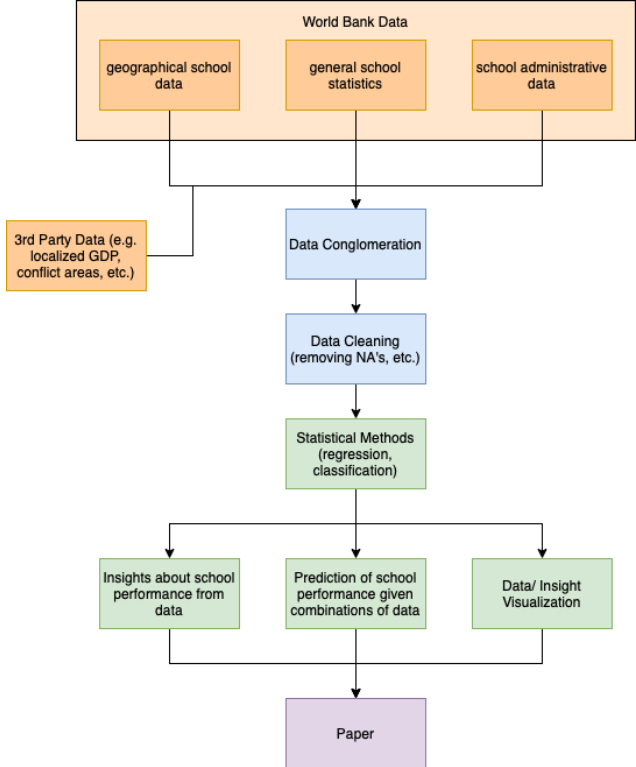 World Bank Data
geographical school
data
general school
statistics
school administrative
data
3rd Party Data (e.g.
localized GDP,
conflict areas, etc.)
Data Conglomeration
Data Cleaning
(removing NA's, etc.)
Statistical Methods
(regression,
classification)
Insights about school
performance from
data
Prediction of school
performance given
combinations of data
Data/ Insight
Visualization
Paper